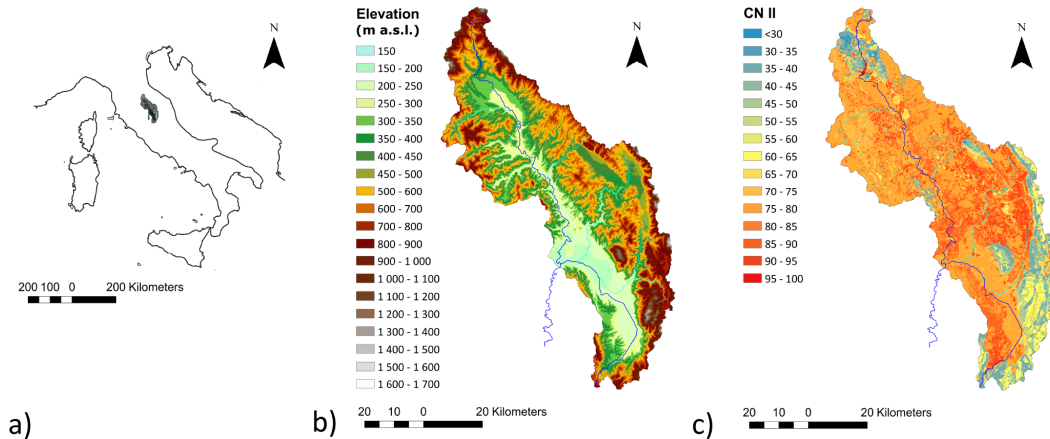 N
200 100 0 200 Kilometers
a)
Elevation
(m a.s.l.)
150
150 - 200
200 - 250
250 - 300
300 - 350
350 - 400
400 - 450
450 - 500
500 - 600
600 - 700
700 - 800
800 - 900
900 - 1 000
1 000 - 1 100
1 100 - 1 200
1 200 - 1 300
1 300 - 1 400
1 400 - 1 500
1 500 - 1 600
1 600 - 1 700
N
20 10 0 20 Kilometers
b)
CN II
<30
30 - 35
35 - 40
40 - 45
45 - 50
50 - 55
55 - 60
60 - 65
65 - 70
70 - 75
75 - 80
80 - 85
85 - 90
90 - 95
95 - 100
N
20 10 0 20 Kilometers
c)